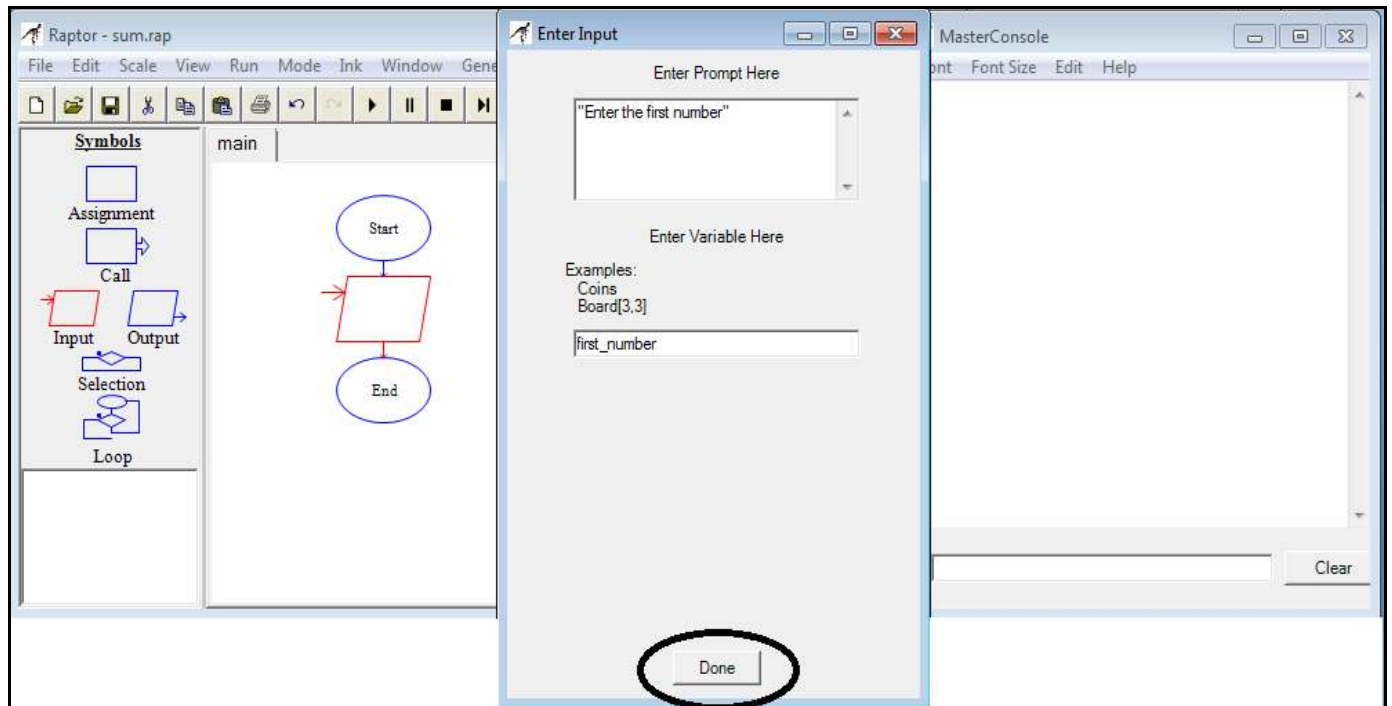 Raptor - sum.rap
File Edit Scale View Run Mode Ink Window Gene
Symbols
Assignment
Call
Input Output
Selection
Loop
main
Start
End
Enter Input
Enter Prompt Here
"Enter the first number"
Enter Variable Here
Examples:
Coins
Board[3,3]
first_number
Done
MasterConsole
ont Font Size Edit Help
Clear